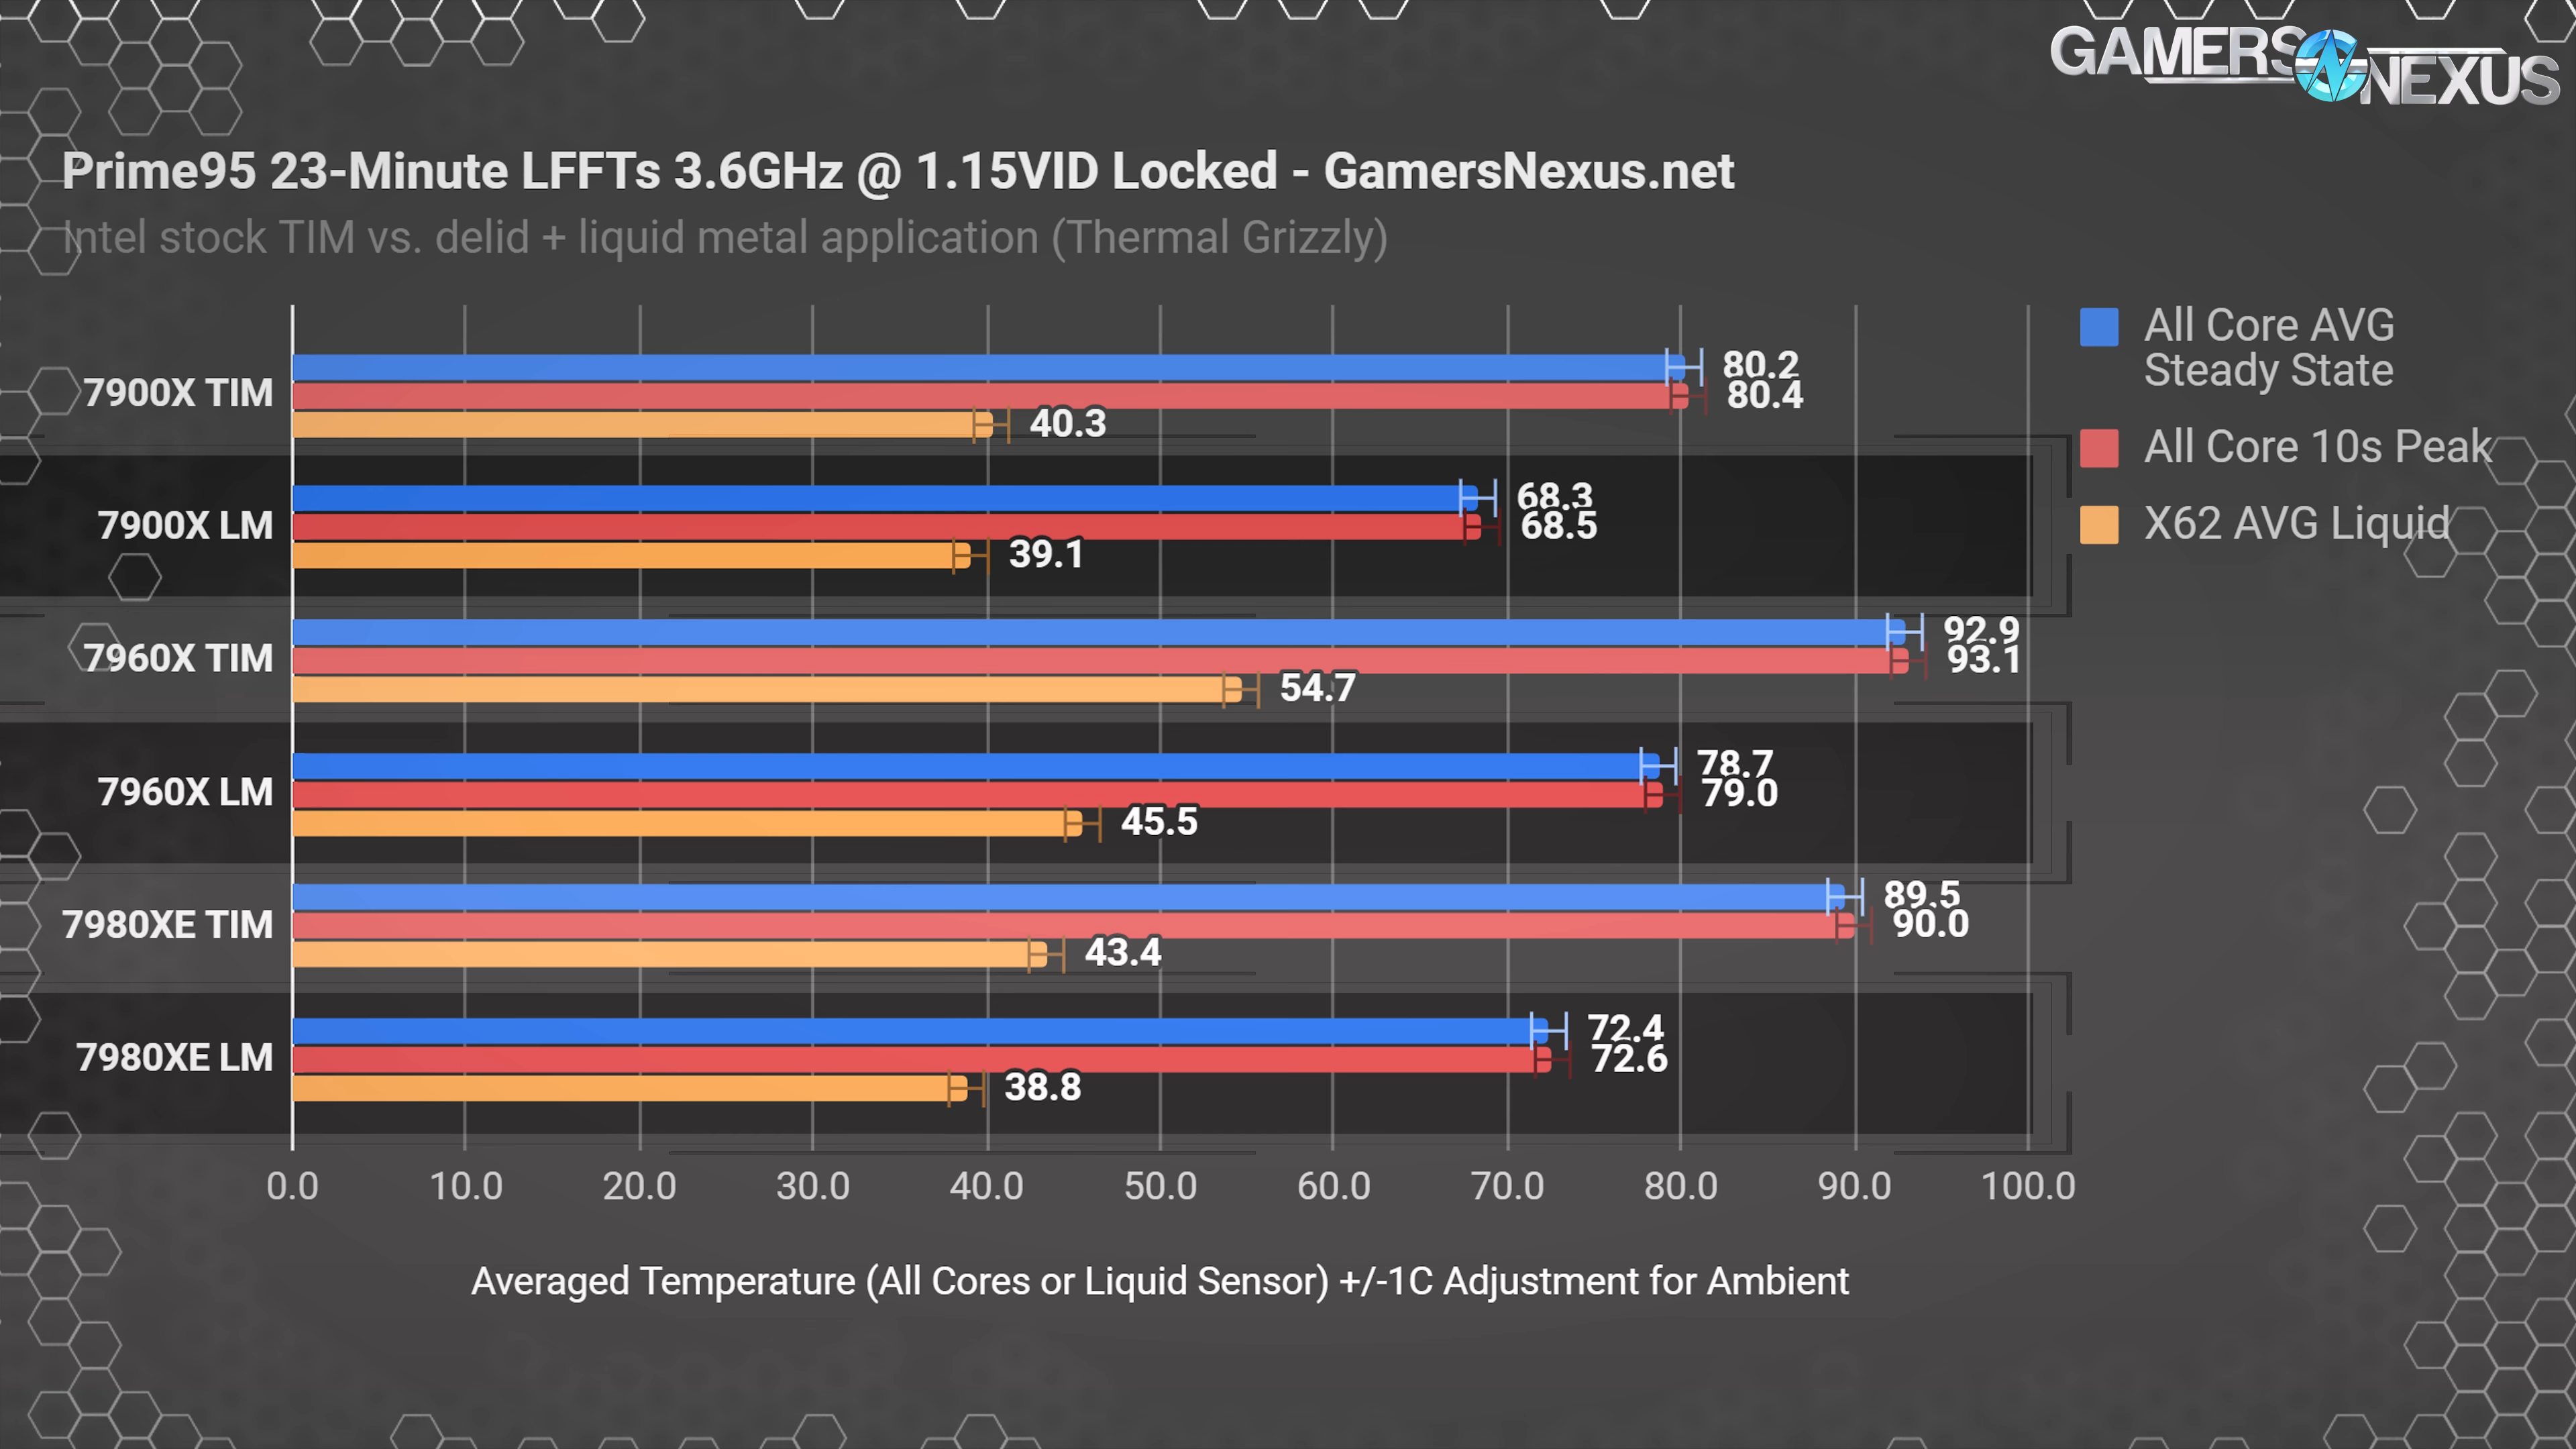 GAMERS NEXUS
Prime95 23-Minute LFFTs 3.6GHz @ 1.15VID Locked - GamersNexus.net
Intel stock TIM vs. delid + liquid metal application (Thermal Grizzly)
All Core AVG
Steady State
All Core 10s Peak
X62 AVG Liquid
7900X TIM
80.2
80.4
40.3
7900X LM
68.3
68.5
39.1
7960X TIM
92.9
93.1
54.7
7960X LM
78.7
79.0
45.5
7980XE TIM
89.5
90.0
43.4
7980XE LM
72.4
72.6
38.8
0.0 10.0 20.0 30.0 40.0 50.0 60.0 70.0 80.0 90.0 100.0
Averaged Temperature (All Cores or Liquid Sensor) +/-1C Adjustment for Ambient